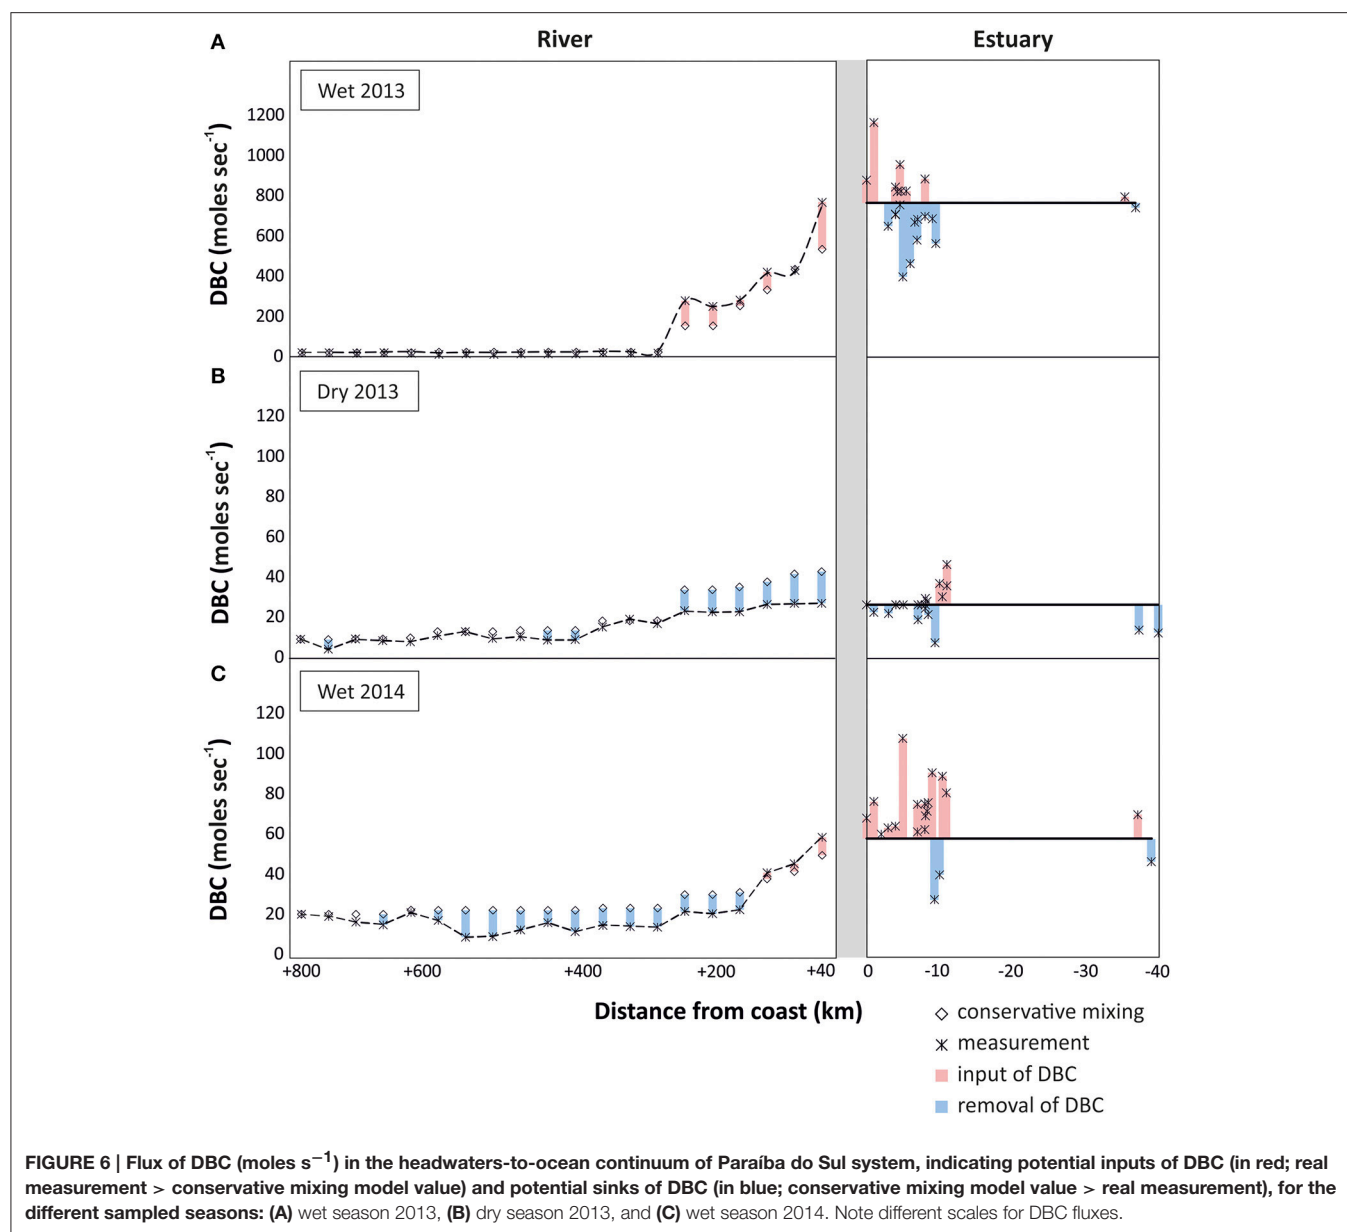 A
River
Estuary
Wet 2013
DBC (moles sec-1)
1200
1000
800
600
400
200
0
B
Dry 2013
DBC (moles sec-1)
120
100
80
60
40
20
0
C
Wet 2014
DBC (moles sec-1)
120
100
80
60
40
20
0
+800 +600 +400 +200 +40 0 -10 -20 -30 -40
Distance from coast (km)
conservative mixing
measurement
input of DBC
removal of DBC
FIGURE 6 | Flux of DBC (moles s−1) in the headwaters-to-ocean continuum of Paraíba do Sul system, indicating potential inputs of DBC (in red; real
measurement > conservative mixing model value) and potential sinks of DBC (in blue; conservative mixing model value > real measurement), for the
different sampled seasons: (A) wet season 2013, (B) dry season 2013, and (C) wet season 2014. Note different scales for DBC fluxes.